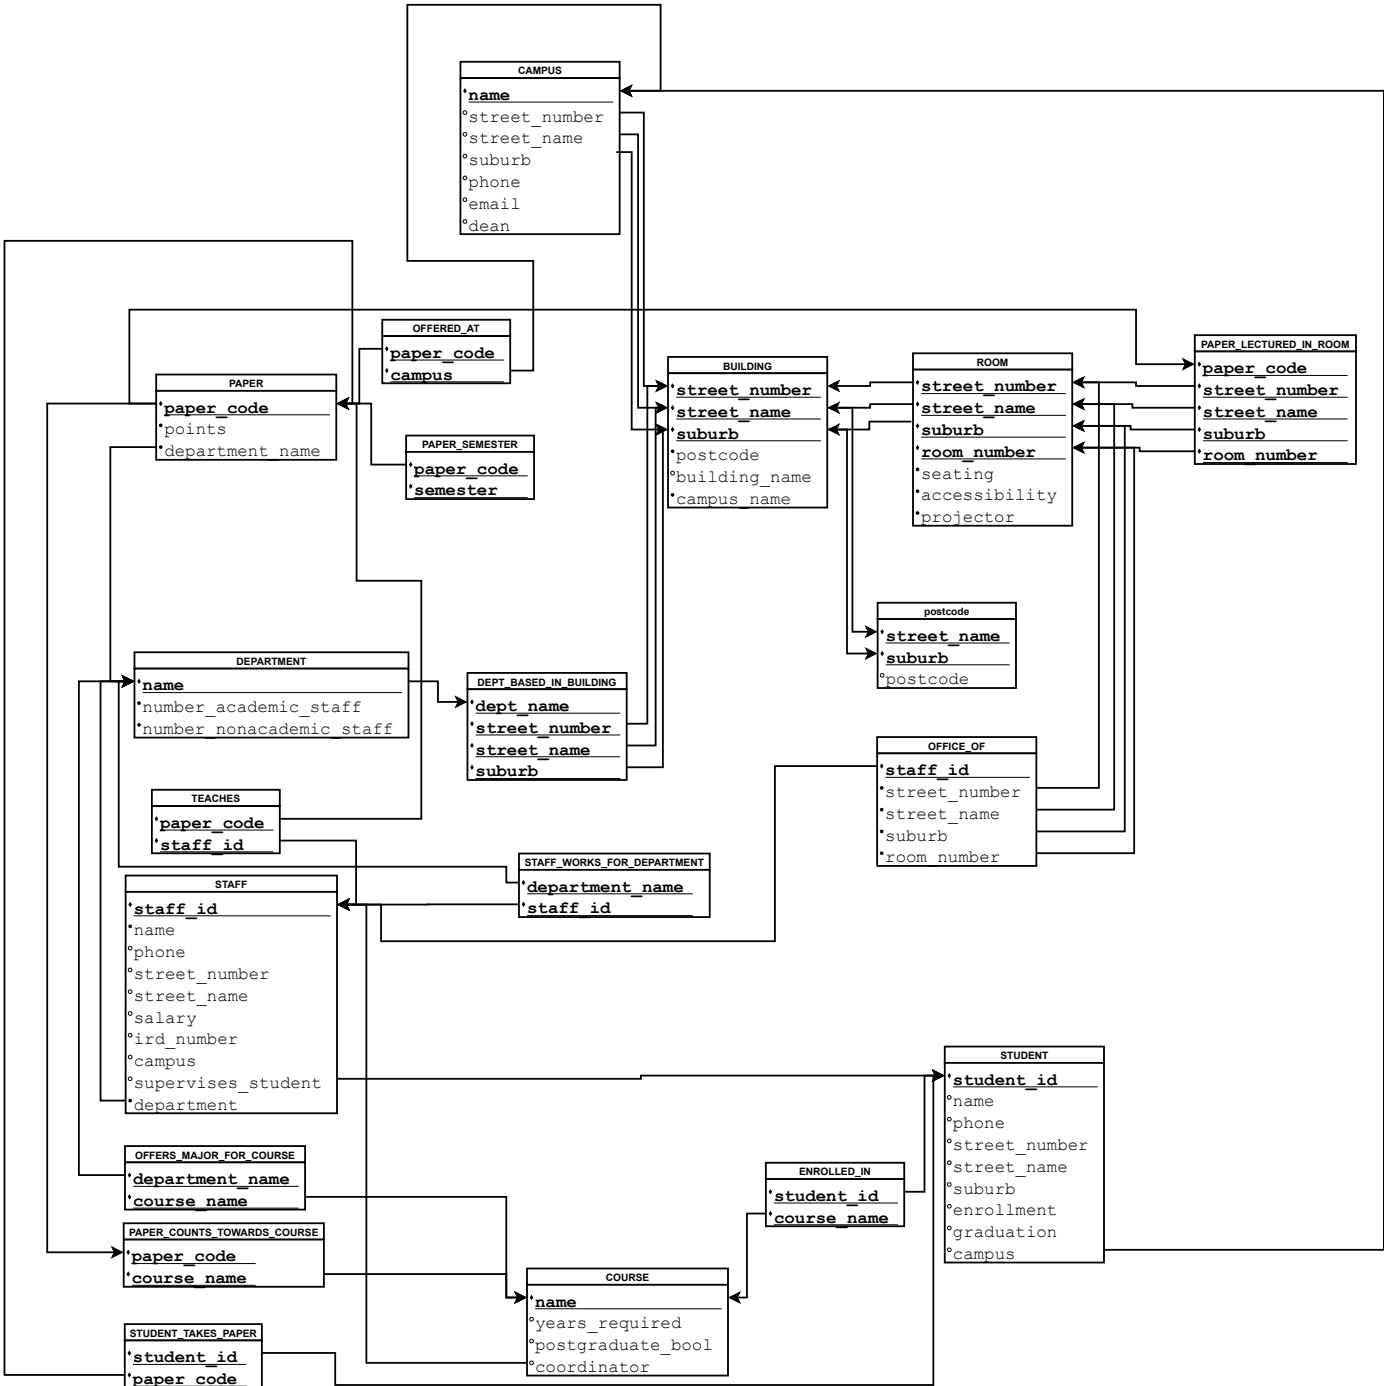 CAMPUS
name
street_number
street_name
suburb
phone
email
dean
OFFERED_AT
paper_code
campus
PAPER
paper_code
points
department_name
PAPER_SEMESTER
paper_code
semester
BUILDING
street_number
street_name
suburb
postcode
building_name
campus_name
ROOM
street_number
street_name
suburb
room_number
seating
accessibility
projector
PAPER_LECTURED_IN_ROOM
paper_code
street_number
street_name
suburb
room_number
postcode
street_name
suburb
postcode
DEPARTMENT
name
number_academic_staff
number_nonacademic_staff
DEPT_BASED_IN_BUILDING
dept_name
street_number
street_name
suburb
OFFICE_OF
staff_id
street_number
street_name
suburb
room_number
TEACHES
paper_code
staff_id
STAFF_WORKS_FOR_DEPARTMENT
department_name
staff_id
STAFF
staff_id
name
phone
street_number
street_name
salary
ird_number
campus
supervises_student
department
STUDENT
student_id
name
phone
street_number
street_name
suburb
enrollment
graduation
campus
OFFERS_MAJOR_FOR_COURSE
department_name
course_name
ENROLLED_IN
student_id
course_name
PAPER_COUNTS_TOWARDS_COURSE
paper_code
course_name
COURSE
name
years_required
postgraduate_bool
coordinator
STUDENT_TAKES_PAPER
student_id
paper_code